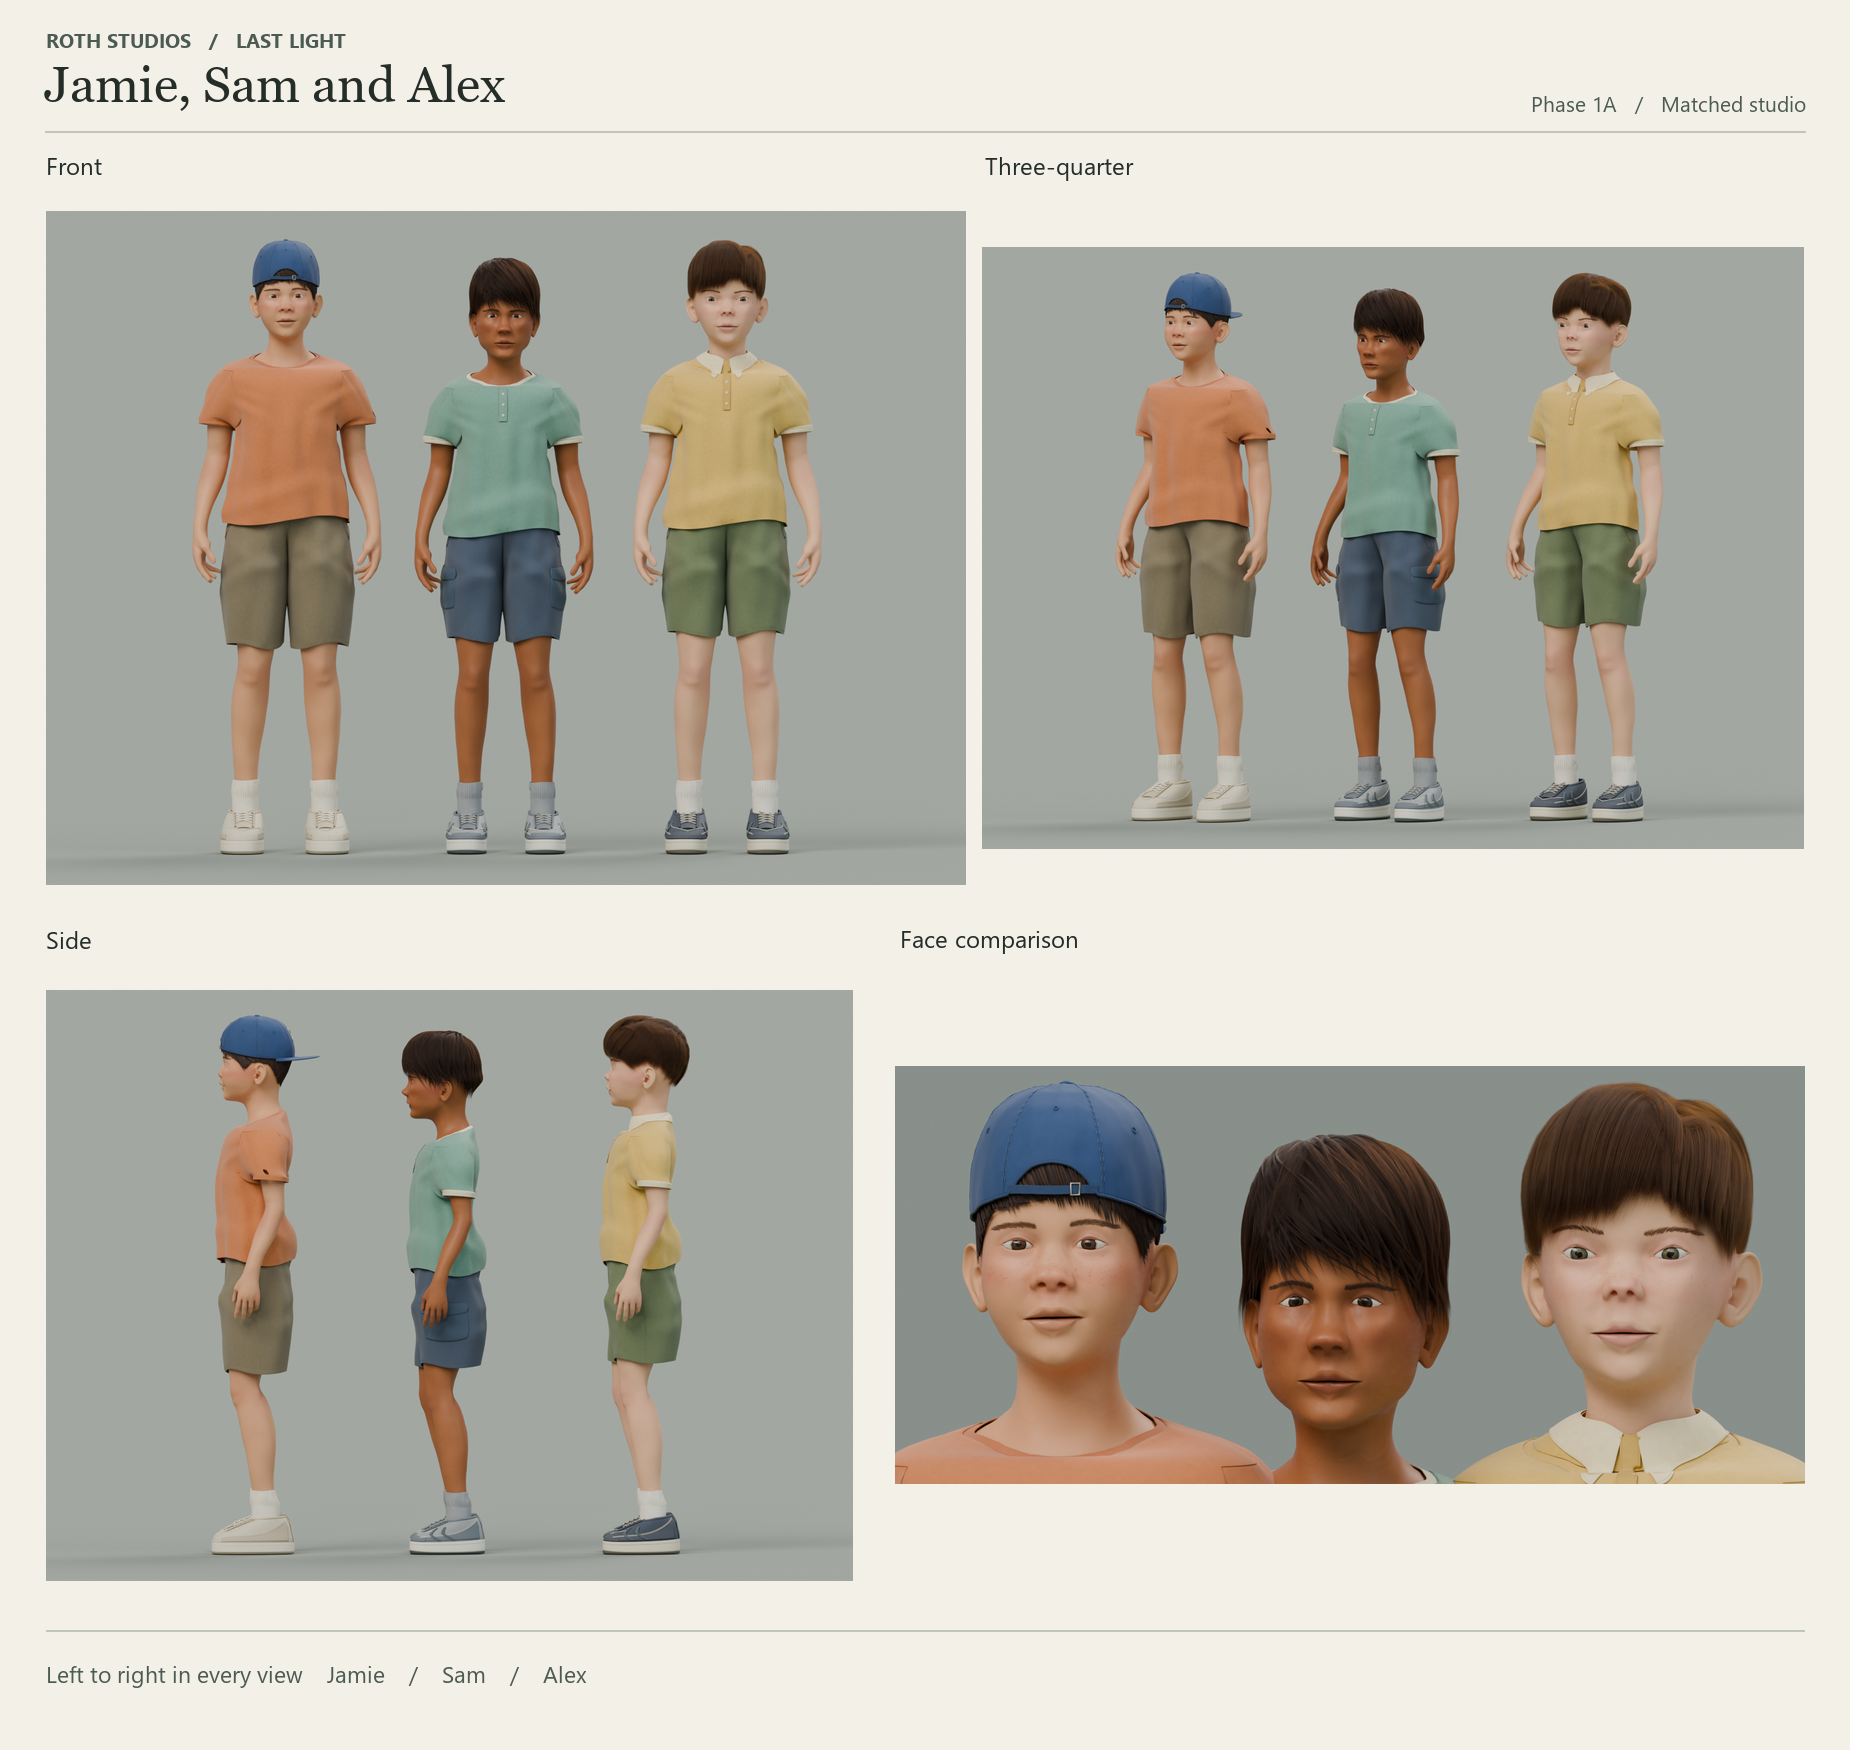 ROTH STUDIOS / LAST LIGHT
Jamie, Sam and Alex
Phase 1A / Matched studio
Front
Three-quarter
Side
Face comparison
Left to right in every view Jamie / Sam / Alex